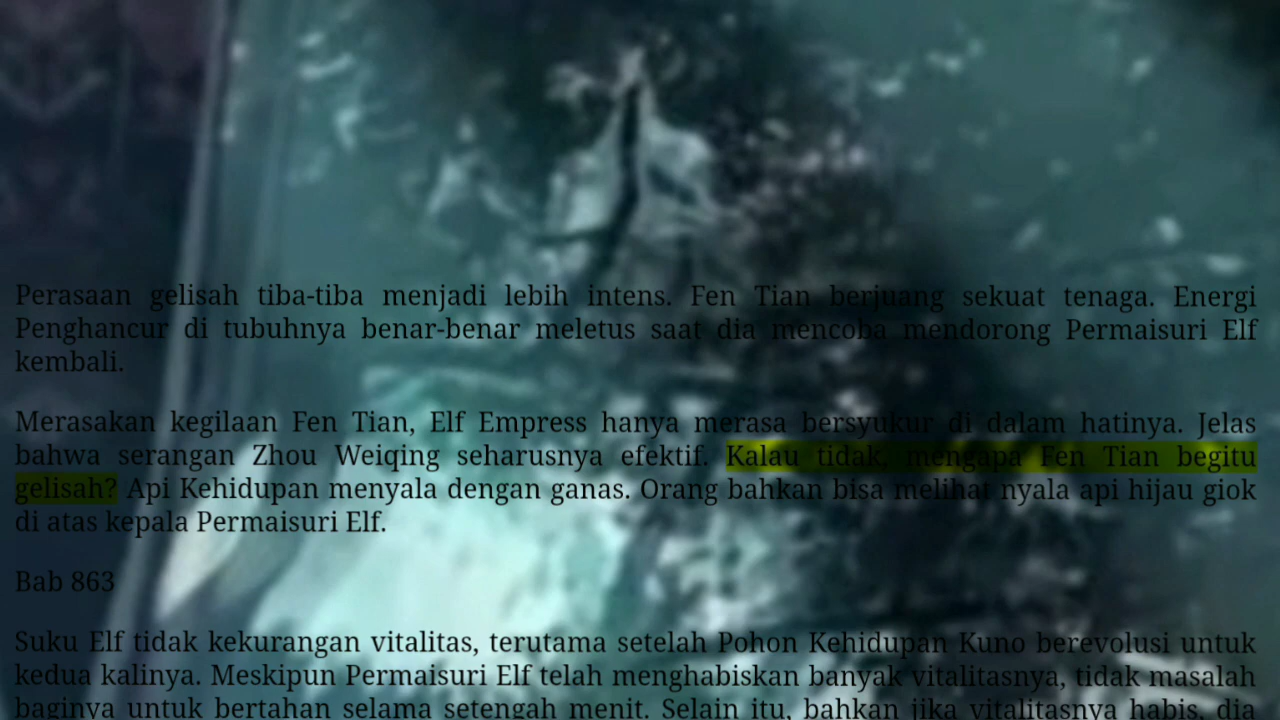 Perasaan gelisah tiba-tiba menjadi lebih intens. Fen Tian berjuang sekuat tenaga. Energi
Penghancur di tubuhnya benar-benar meletus saat dia mencoba mendorong Permaisuri Elf
kembali.
Merasakan kegilaan Fen Tian, Elf Empress hanya merasa bersyukur di dalam hatinya. Jelas
bahwa serangan Zhou Weiqing seharusnya efektif. Kalau tidak, mengapa Fen Tian begitu
gelisah? Api Kehidupan menyala dengan ganas. Orang bahkan bisa melihat nyala api hijau giok
di atas kepala Permaisuri Elf.
Bab 863
Suku Elf tidak kekurangan vitalitas, terutama setelah Pohon Kehidupan Kuno berevolusi untuk
kedua kalinya. Meskipun Permaisuri Elf telah menghabiskan banyak vitalitasnya, tidak masalah
baginya untuk bertahan selama setengah menit. Selain itu, bahkan jika vitalitasnya habis, dia